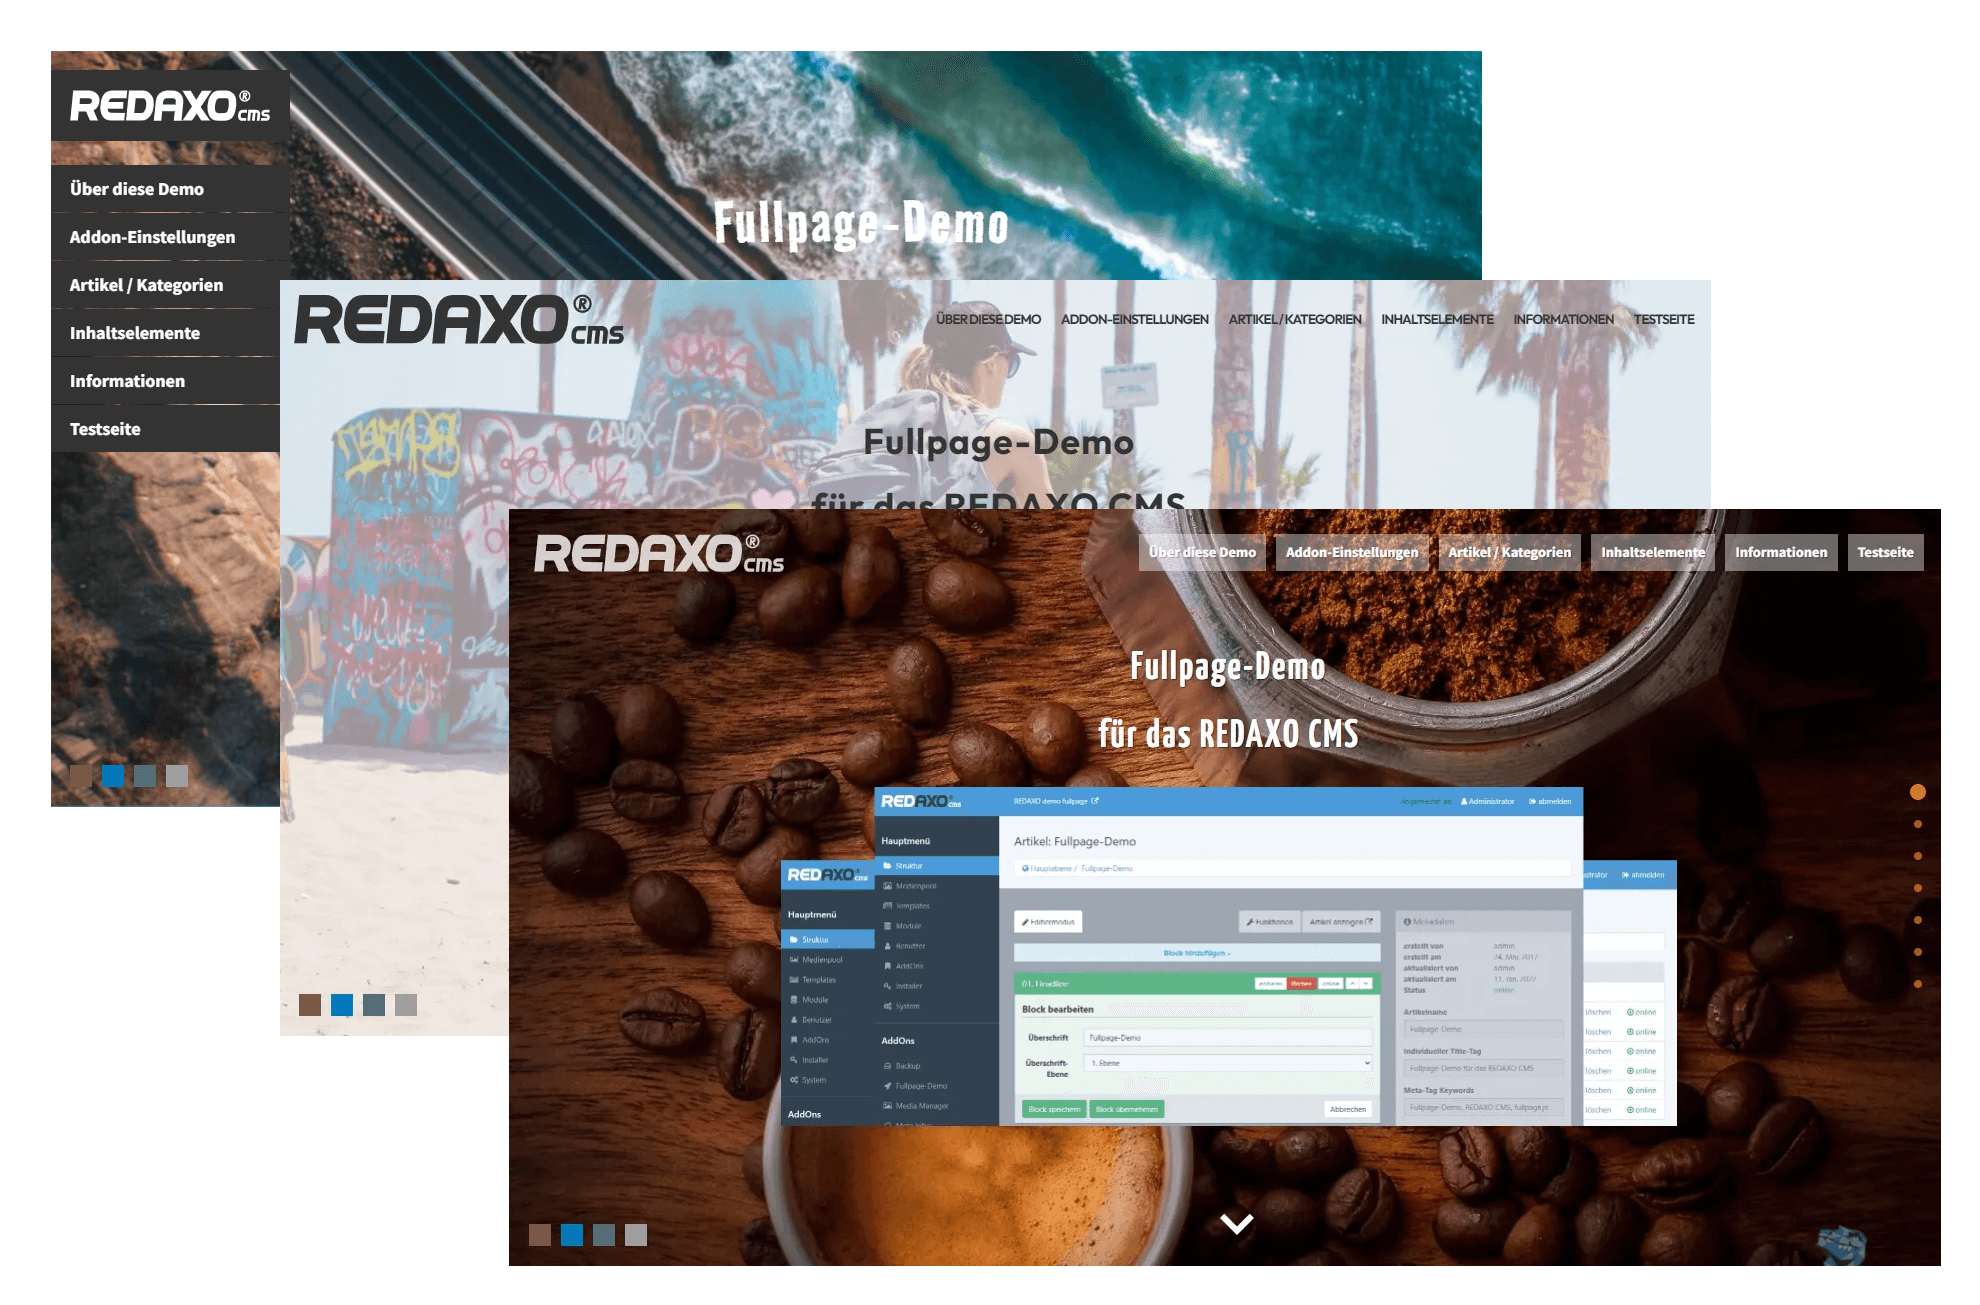 REDAXO® cms
Über diese Demo
Addon-Einstellungen
Artikel / Kategorien
Inhaltselemente
Informationen
Testseite
Fullpage-Demo
REDAXO® cms
ÜBER DIESE DEMO ADDON-EINSTELLUNGEN ARTIKEL / KATEGORIEN INHALTSELEMENTE INFORMATIONEN TESTSEITE
Fullpage-Demo
für das REDAXO CMS
REDAXO® cms
Über diese Demo Addon-Einstellungen Artikel / Kategorien Inhaltselemente Informationen Testseite
Fullpage-Demo
für das REDAXO CMS
REDAXO cms
REDAXO demo fullpage
Angemeldet als Administrator abmelden
Hauptmenü
Struktur
Medienpool
Templates
Module
Benutzer
AddOns
Installer
System
AddOns
Backup
Fullpage-Demo
Media Manager
Artikel: Fullpage-Demo
Hauptebene / Fullpage-Demo
Editiermodus
Funktionen Artikel anzeigen
Block hinzufügen
01. Headline
löschen online
Block bearbeiten
Überschrift Fullpage-Demo
Überschrift-Ebene 1. Ebene
Block speichern Block übernehmen Abbrechen
Metadaten
erstellt von admin
erstellt am 24. Mai. 2017
aktualisiert von admin
aktualisiert am 11. Jan. 2022
Status online
Artikelname
Fullpage-Demo
Individueller Title-Tag
Fullpage-Demo für das REDAXO CMS
Meta-Tag Keywords
Fullpage-Demo, REDAXO CMS, fullpage.js
REDAXO cms
Hauptmenü
Struktur
Medienpool
Templates
Module
Benutzer
AddOns
Installer
System
AddOns
abmelden
löschen online
löschen online
löschen online
löschen online
löschen online
löschen online